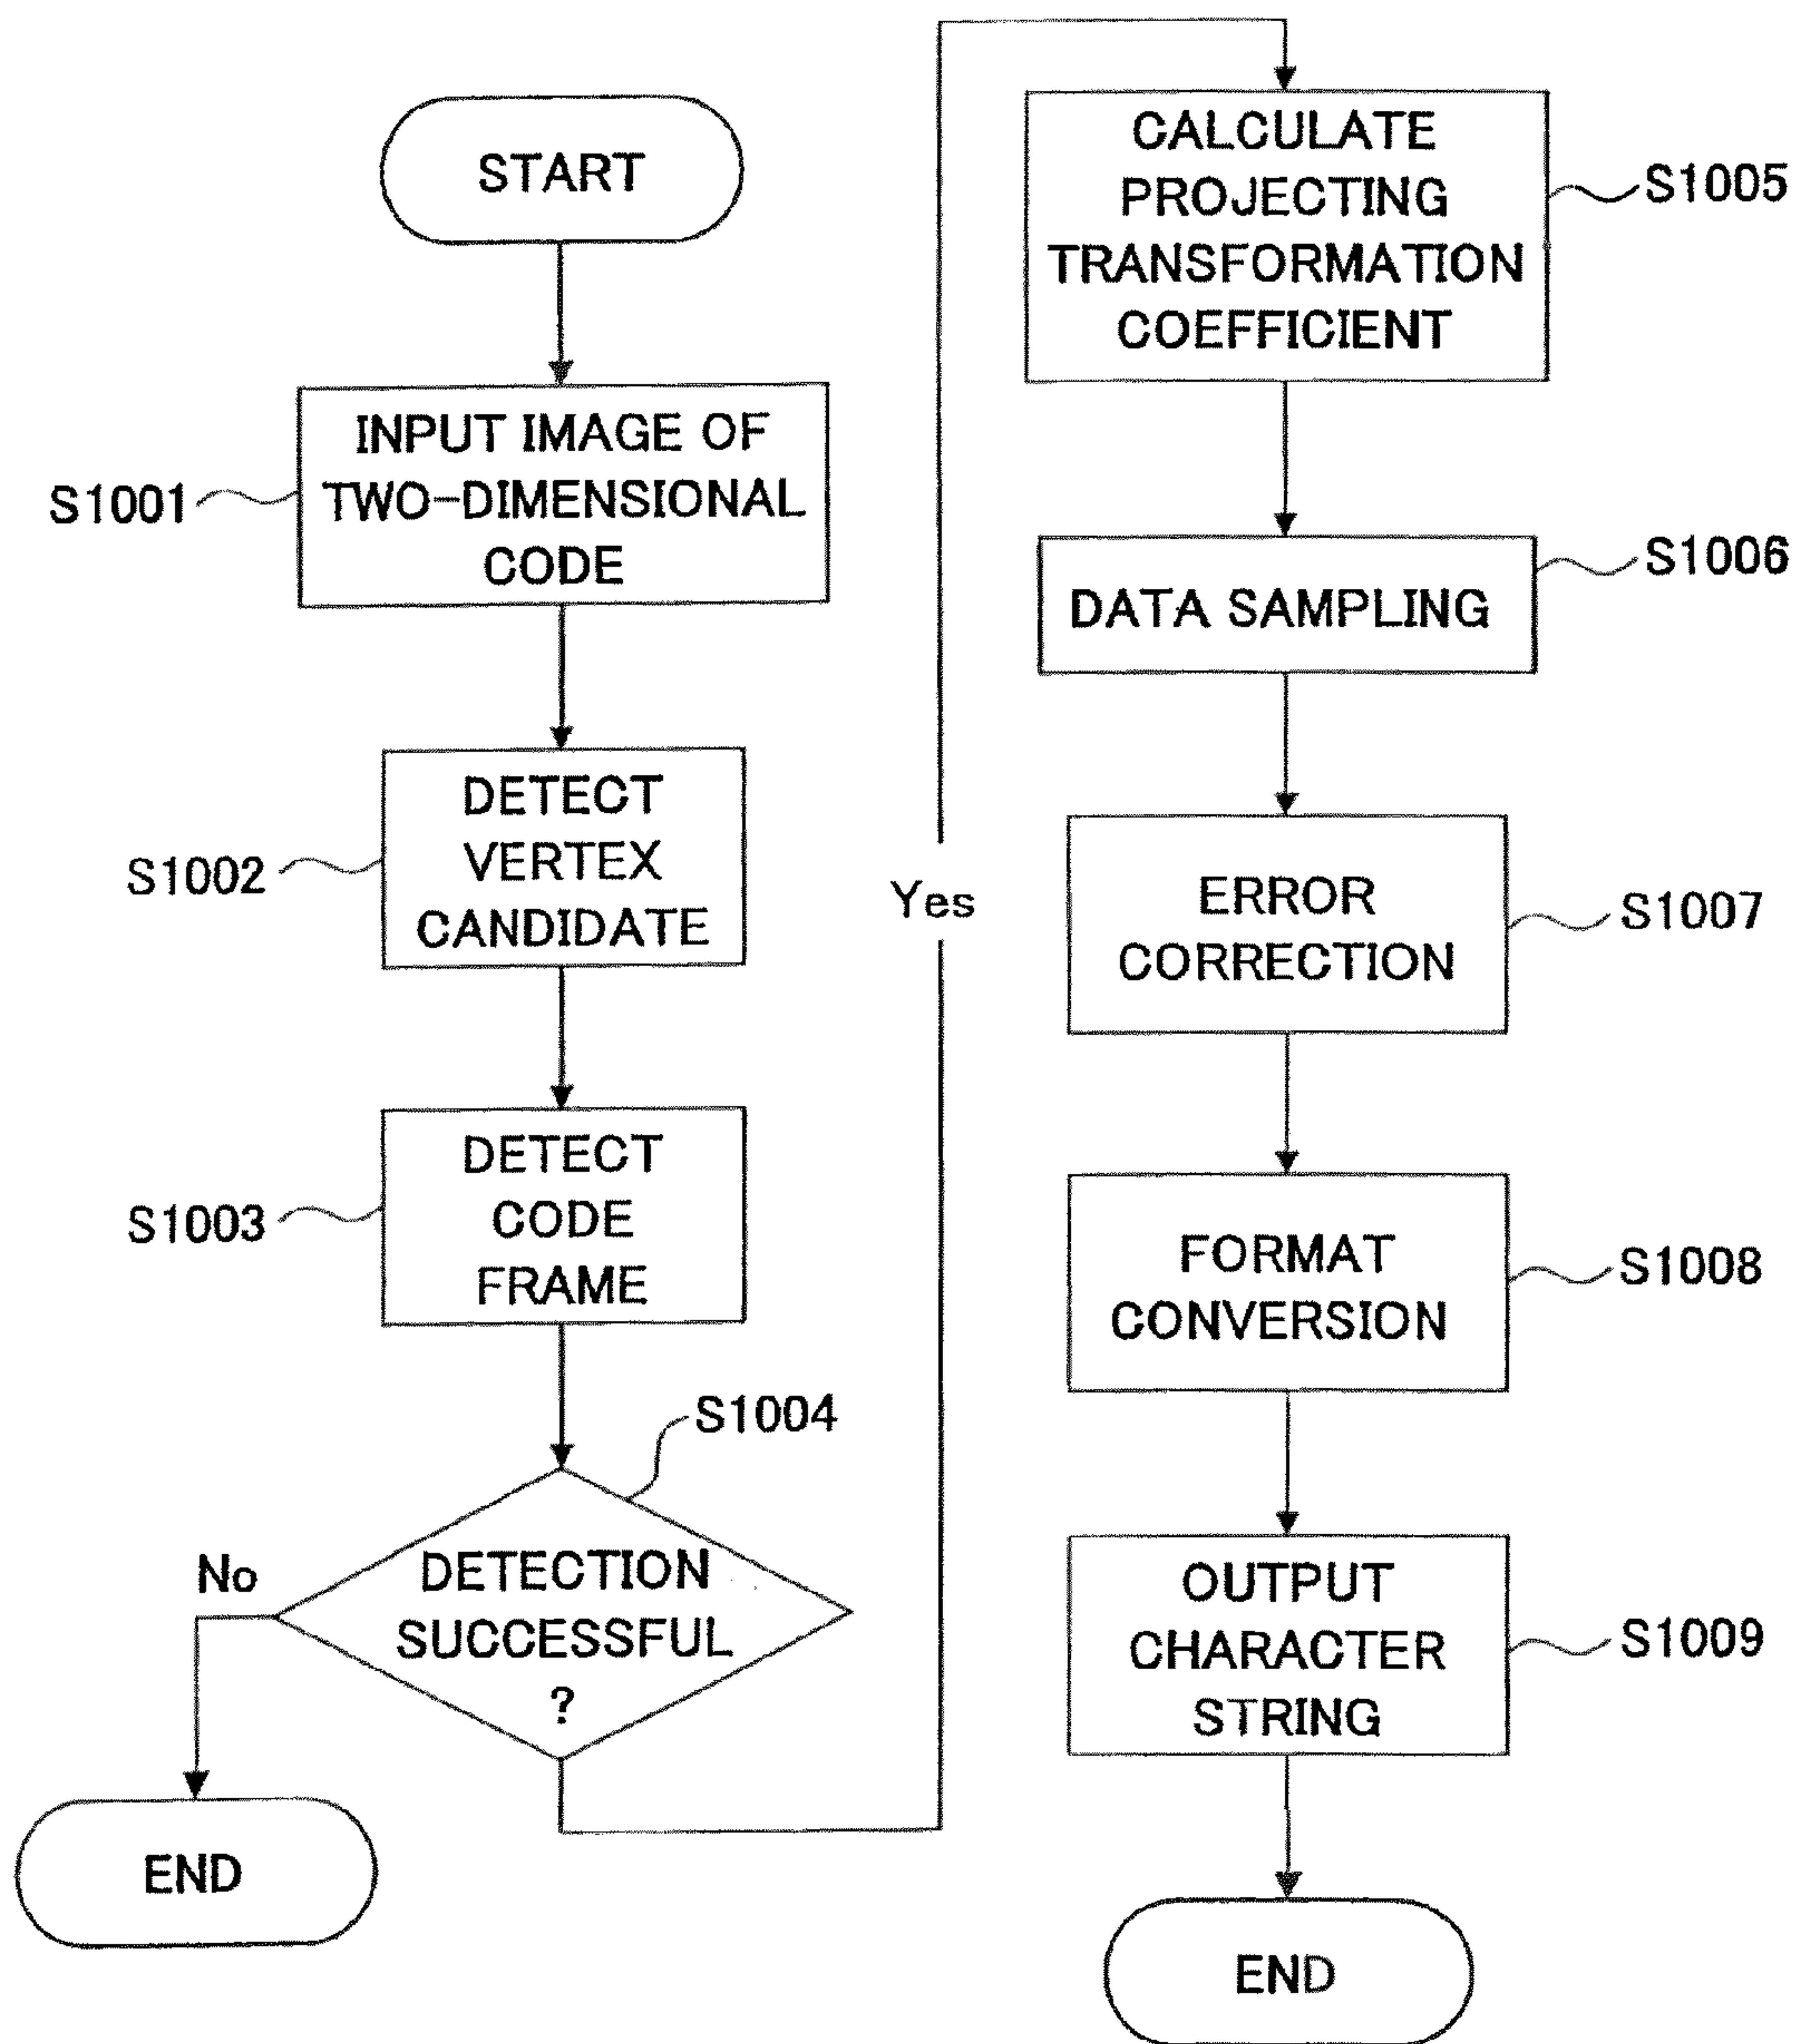 START
S1001
INPUT IMAGE OF
TWO-DIMENSIONAL
CODE
S1002
DETECT
VERTEX
CANDIDATE
S1003
DETECT
CODE
FRAME
S1004
DETECTION
SUCCESSFUL
?
No
END
Yes
CALCULATE
PROJECTING
TRANSFORMATION
COEFFICIENT
S1005
DATA SAMPLING
S1006
ERROR
CORRECTION
S1007
FORMAT
CONVERSION
S1008
OUTPUT
CHARACTER
STRING
S1009
END